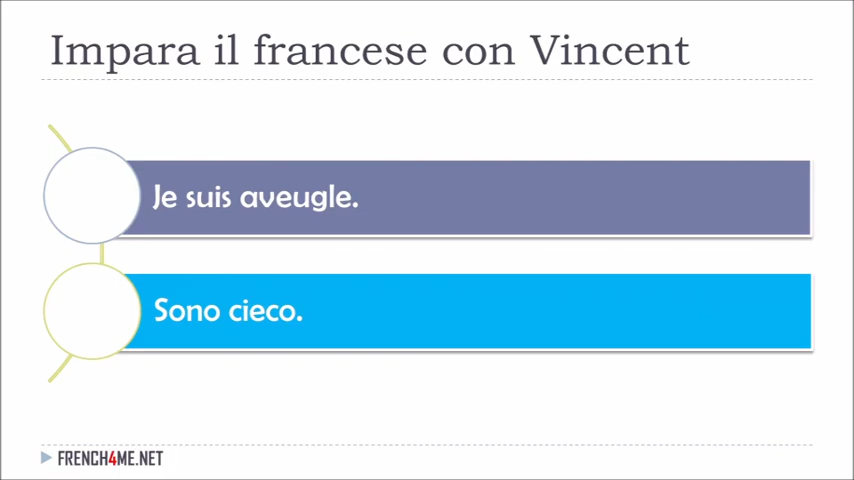 Impara il francese con Vincent
Je suis aveugle.
Sono cieco.
FRENCH4ME.NET